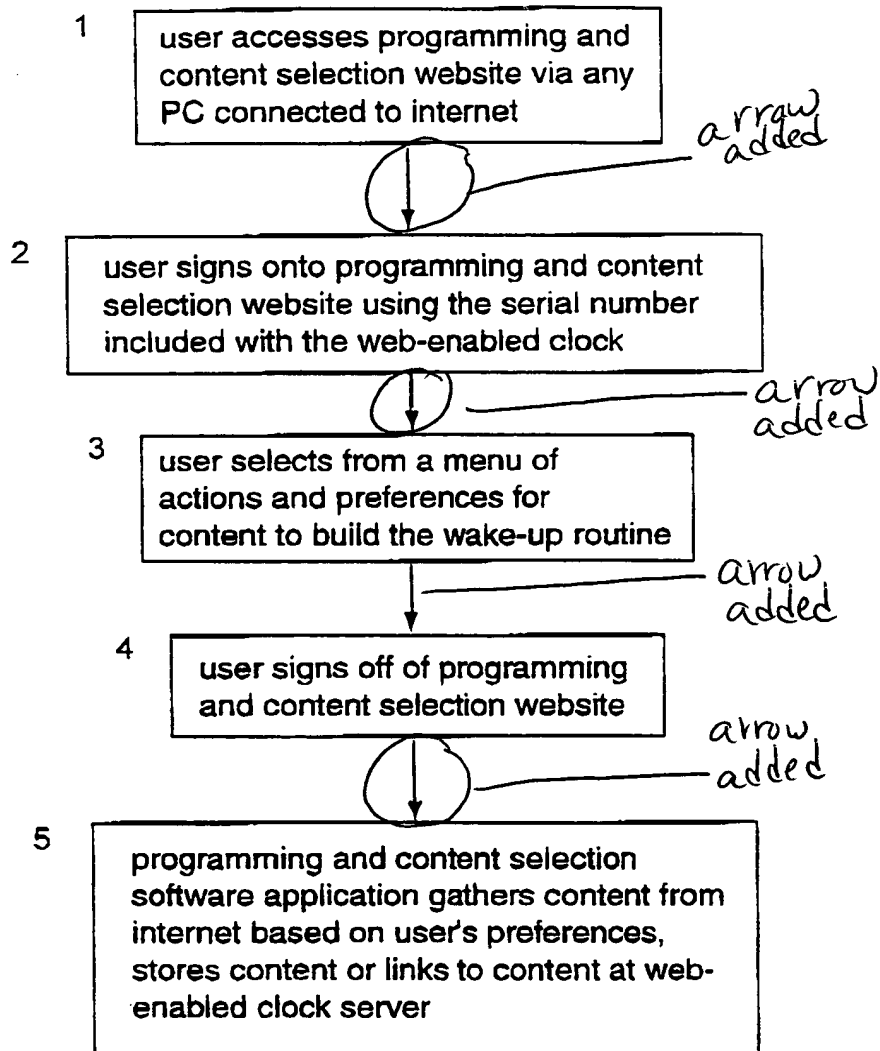 1
user accesses programming and
content selection website via any
PC connected to internet
arrow
added
2
user signs onto programming and content
selection website using the serial number
included with the web-enabled clock
arrow
added
3
user selects from a menu of
actions and preferences for
content to build the wake-up routine
arrow
added
4
user signs off of programming
and content selection website
arrow
added
5
programming and content selection
software application gathers content from
internet based on user's preferences,
stores content or links to content at web-
enabled clock server